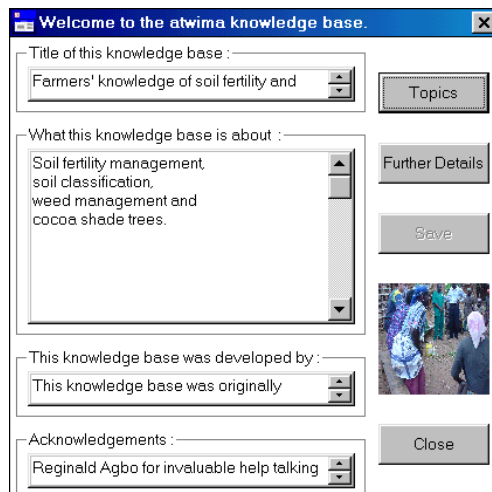 Welcome to the atwima knowledge base.
Title of this knowledge base :
Farmers' knowledge of soil fertility and
Topics
What this knowledge base is about :
Soil fertility management,
soil classification,
weed management and
cocoa shade trees.
Further Details
Save
This knowledge base was developed by :
This knowledge base was originally
Acknowledgements :
Reginald Agbo for invaluable help talking
Close